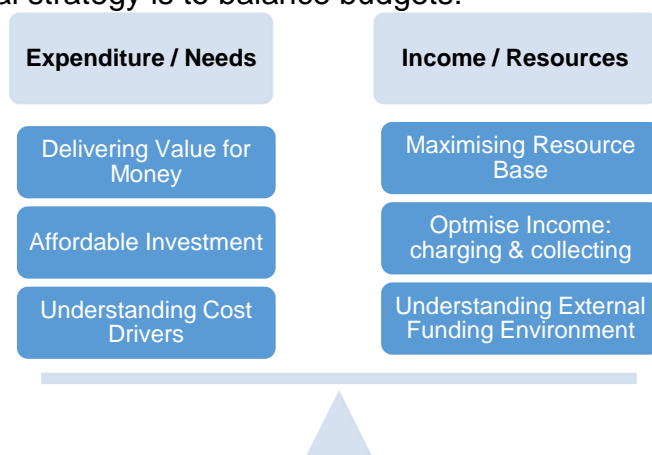 al strategy is to balance budgets.
Expenditure / Needs
Income / Resources
Delivering Value for
Money
Affordable Investment
Understanding Cost
Drivers
Maximising Resource
Base
Optmise Income:
charging & collecting
Understanding External
Funding Environment